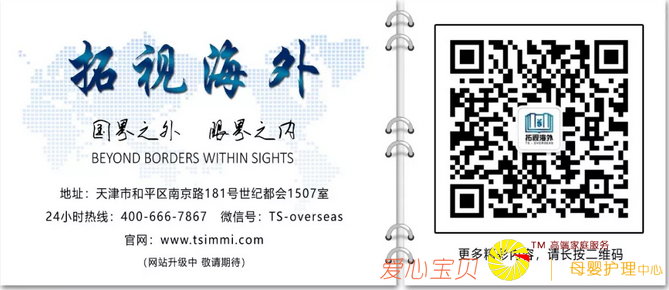 拓视海外
国界之外 眼界之内
BEYOND BORDERS WITHIN SIGHTS
地址：天津市和平区南京路181号世纪都会1507室
24小时热线：400-666-7867 微信号：TS-overseas
官网：www.tsimmi.com
(网站升级中 敬请期待)
拓视海外
TS - OVERSEAS
TM 高端家庭服务
更多精彩内容，请长按二维码
爱心宝贝 母婴护理中心